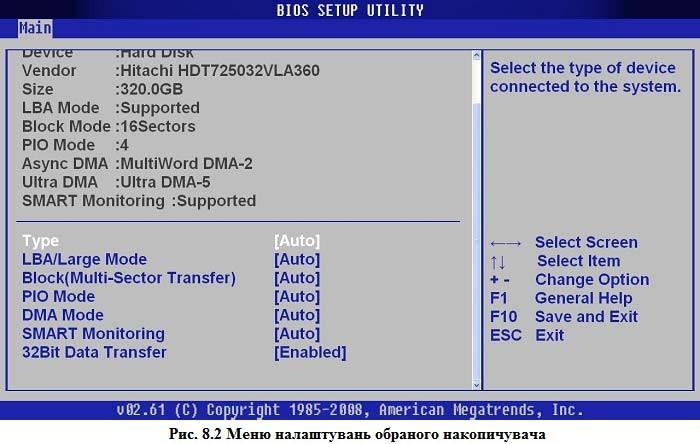 BIOS SETUP UTILITY
Main
Device :Hard Disk
Vendor :Hitachi HDT725032VLA360
Size :320.0GB
LBA Mode :Supported
Block Mode :16Sectors
PIO Mode :4
Async DMA :MultiWord DMA-2
Ultra DMA :Ultra DMA-5
SMART Monitoring :Supported
Type [Auto]
LBA/Large Mode [Auto]
Block(Multi-Sector Transfer) [Auto]
PIO Mode [Auto]
DMA Mode [Auto]
SMART Monitoring [Auto]
32Bit Data Transfer [Enabled]
Select the type of device
connected to the system.
←→ Select Screen
↑↓ Select Item
+ - Change Option
F1 General Help
F10 Save and Exit
ESC Exit
v02.61 (C) Copyright 1985-2008, American Megatrends, Inc.
Рис. 8.2 Меню налаштувань обраного накопичувача